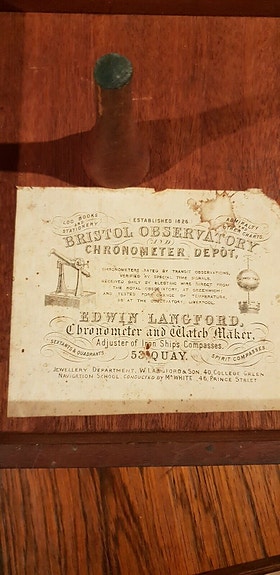 LOG BOOKS
AND
STATIONERY
ESTABLISHED 1826
ADMIRALTY
AND
OTHER CHARTS.
BRISTOL OBSERVATORY
AND
CHRONOMETER DEPÔT,
CHRONOMETERS RATED BY TRANSIT OBSERVATIONS,
VERIFIED BY SPECIAL TIME SIGNALS,
RECEIVED DAILY BY ELECTRIC WIRE DIRECT FROM
THE ROYAL OBSERVATORY AT GREENWICH
AND TESTED FOR CHANGE OF TEMPERATURE,
AS AT THE OBSERVATORY, LIVERPOOL.
EDWIN LANGFORD,
Chronometer and Watch Maker,
Adjuster of Iron Ships Compasses.
SEXTANTS & QUADRANTS
53 QUAY.
SPIRIT COMPASSES.
JEWELLERY DEPARTMENT, W. LANGFORD & SON, 40, COLLEGE GREEN
NAVIGATION SCHOOL CONDUCTED BY MR WHITE, 46, PRINCE STREET